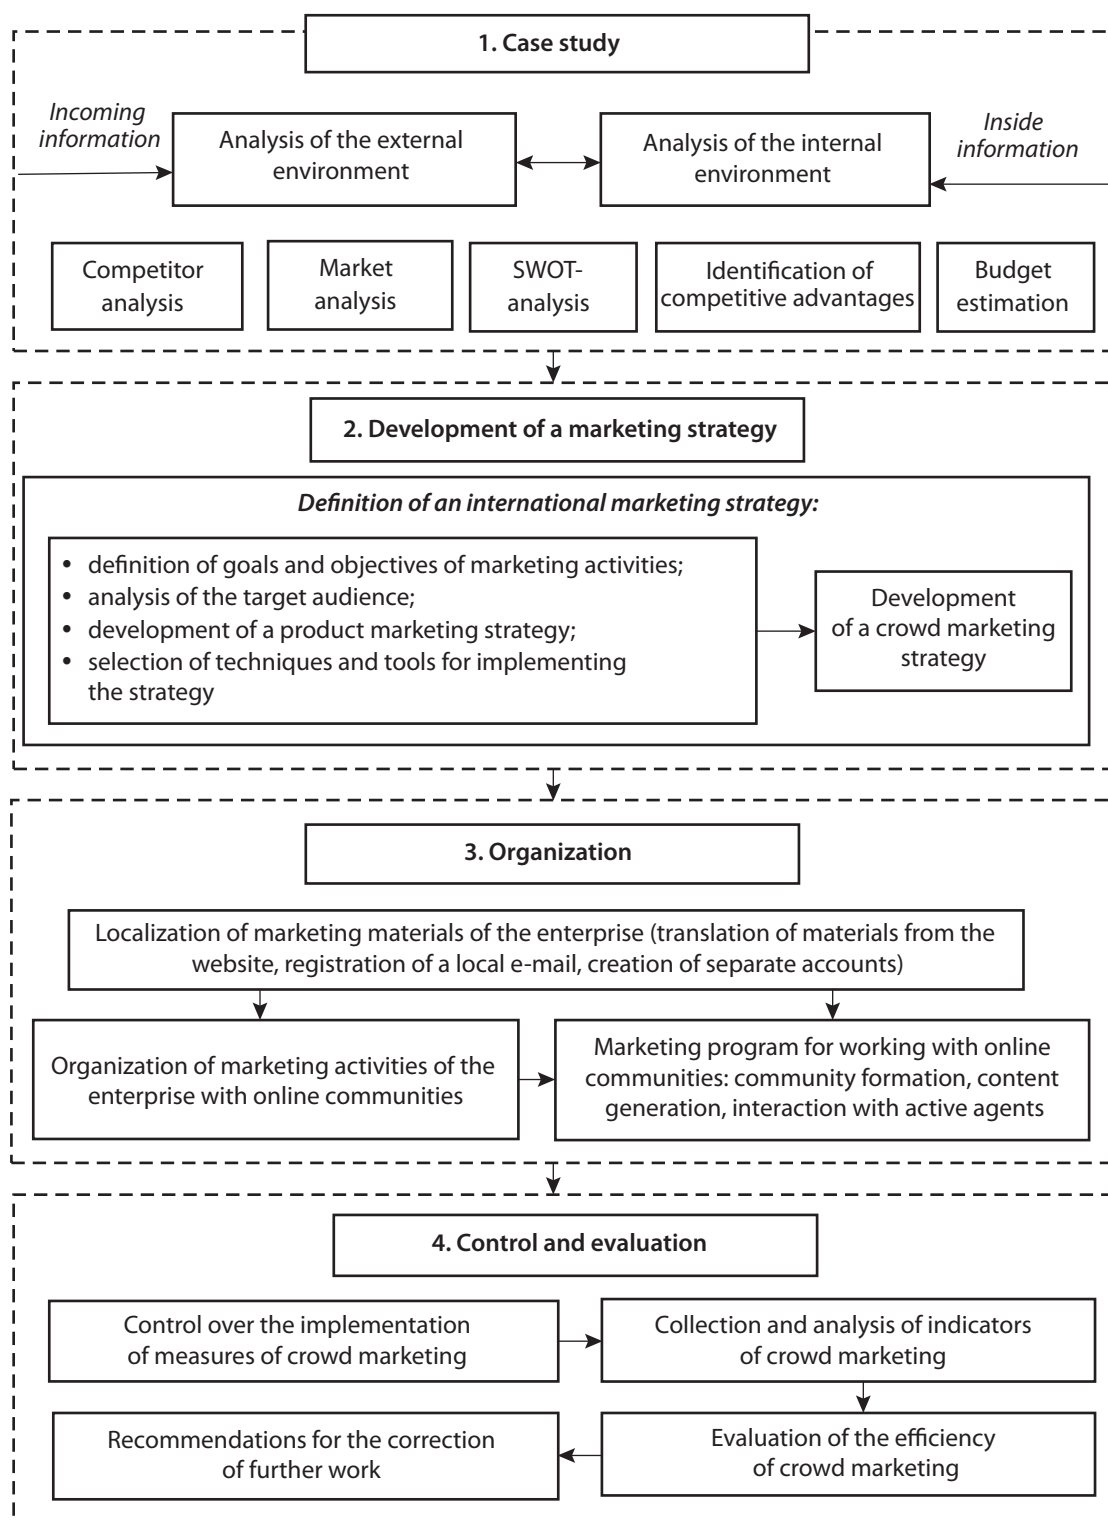 1. Case study
Incoming
information
Analysis of the external
environment
Analysis of the internal
environment
Inside
information
Competitor
analysis
Market
analysis
SWOT-
analysis
Identification of
competitive advantages
Budget
estimation
2. Development of a marketing strategy
Definition of an international marketing strategy:
• definition of goals and objectives of marketing activities;
• analysis of the target audience;
• development of a product marketing strategy;
• selection of techniques and tools for implementing
the strategy
Development
of a crowd marketing
strategy
3. Organization
Localization of marketing materials of the enterprise (translation of materials from the
website, registration of a local e-mail, creation of separate accounts)
Organization of marketing activities of the
enterprise with online communities
Marketing program for working with online
communities: community formation, content
generation, interaction with active agents
4. Control and evaluation
Control over the implementation
of measures of crowd marketing
Collection and analysis of indicators
of crowd marketing
Recommendations for the correction
of further work
Evaluation of the efficiency
of crowd marketing